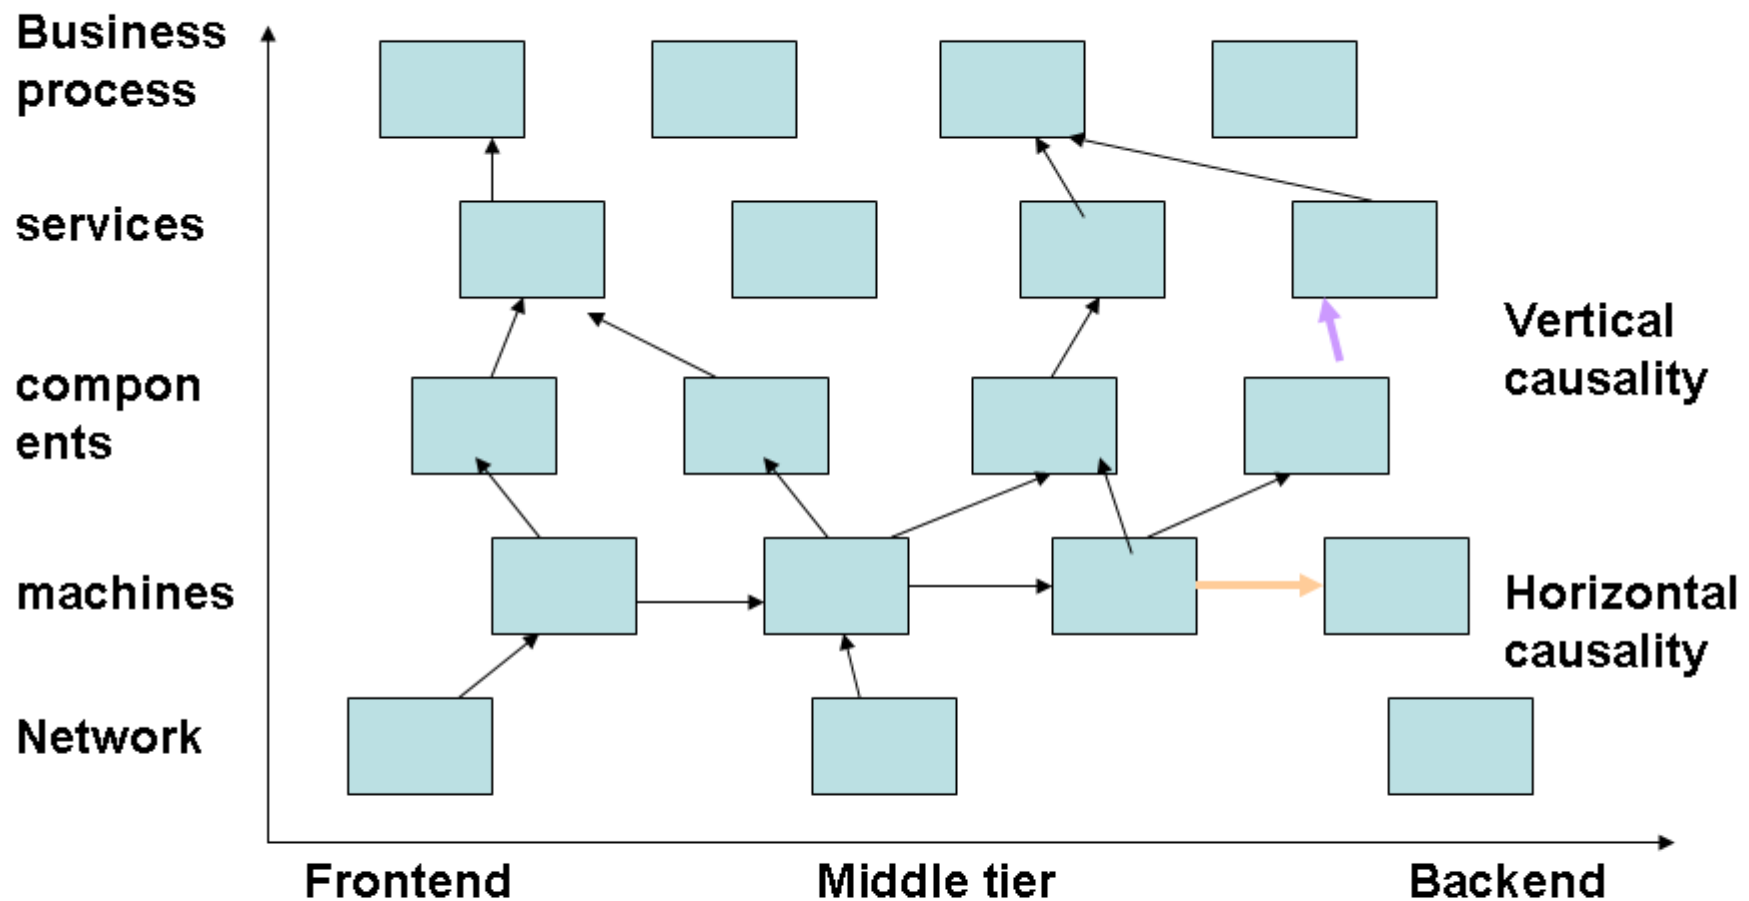 Business
process
services
compon
ents
machines
Network
Vertical
causality
Horizontal
causality
Frontend
Middle tier
Backend